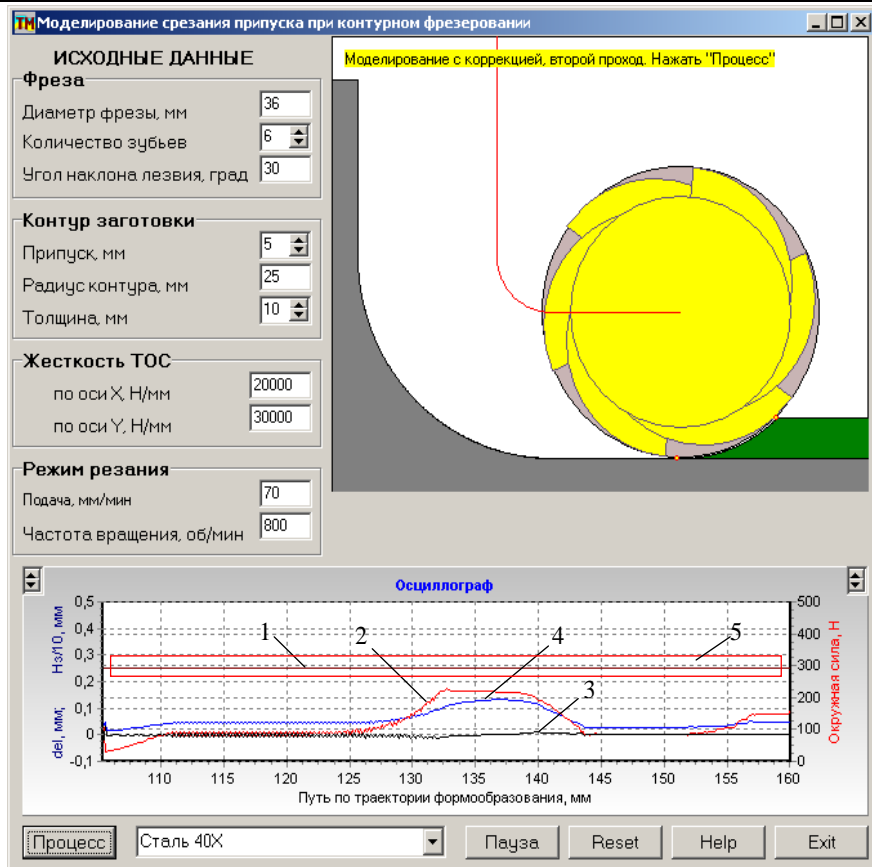 Моделирование срезания припуска при контурном фрезеровании
ИСХОДНЫЕ ДАННЫЕ
Фреза
Диаметр фрезы, мм 36
Количество зубьев 6
Угол наклона лезвия, град 30
Контур заготовки
Припуск, мм 5
Радиус контура, мм 25
Толщина, мм 10
Жесткость ТОС
по оси X, Н/мм 20000
по оси Y, Н/мм 30000
Режим резания
Подача, мм/мин 70
Частота вращения, об/мин 800
Моделирование с коррекцией, второй проход. Нажать "Процесс"
Осциллограф
del, мм; Hз/10, мм
0,5
0,4
0,3
0,2
0,1
0
-0,1
1 2 4 3 5
500
400
300
200
100
0
Окружная сила, Н
110 115 120 125 130 135 140 145 150 155 160
Путь по траектории формообразования, мм
Процесс Сталь 40Х Пауза Reset Help Exit